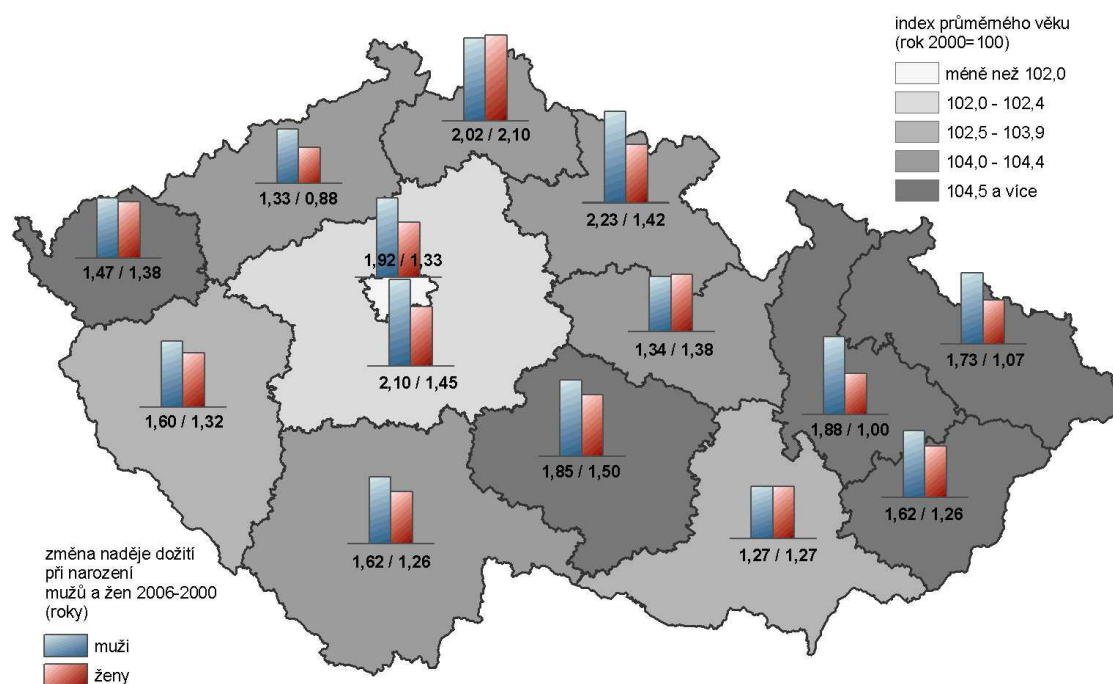 index průměrného věku
(rok 2000=100)
méně než 102,0
102,0 - 102,4
102,5 - 103,9
104,0 - 104,4
104,5 a více
2,02 / 2,10
1,33 / 0,88
2,23 / 1,42
1,47 / 1,38
1,92 / 1,33
1,34 / 1,38
1,73 / 1,07
2,10 / 1,45
1,60 / 1,32
1,88 / 1,00
1,85 / 1,50
1,62 / 1,26
1,27 / 1,27
1,62 / 1,26
změna naděje dožití
při narození
mužů a žen 2006-2000
(roky)
muži
ženy